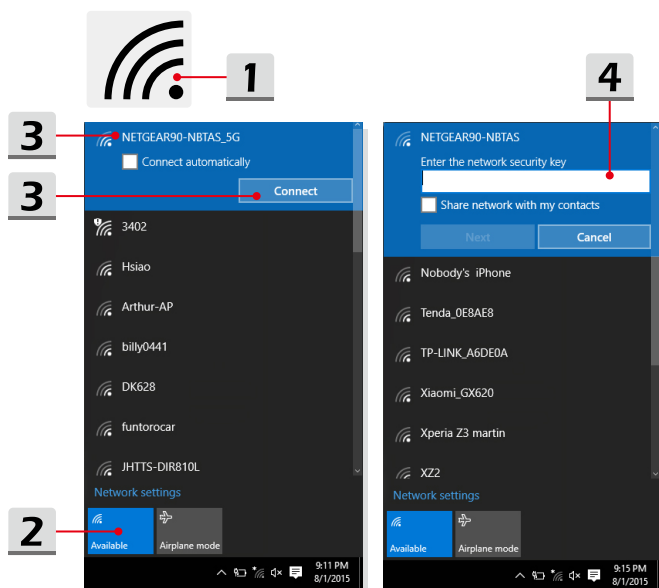 1
4
3
NETGEAR90-NBTAS_5G
Connect automatically
3
Connect
3402
Hsiao
Arthur-AP
billy0441
DK628
funtorocar
JHTTS-DIR810L
Network settings
2
Available
Airplane mode
9:11 PM
8/1/2015
NETGEAR90-NBTAS
Enter the network security key
Share network with my contacts
Next
Cancel
Nobody's iPhone
Tenda_0E8AE8
TP-LINK_A6DE0A
Xiaomi_GX620
Xperia Z3 martin
XZ2
Network settings
Available
Airplane mode
9:15 PM
8/1/2015